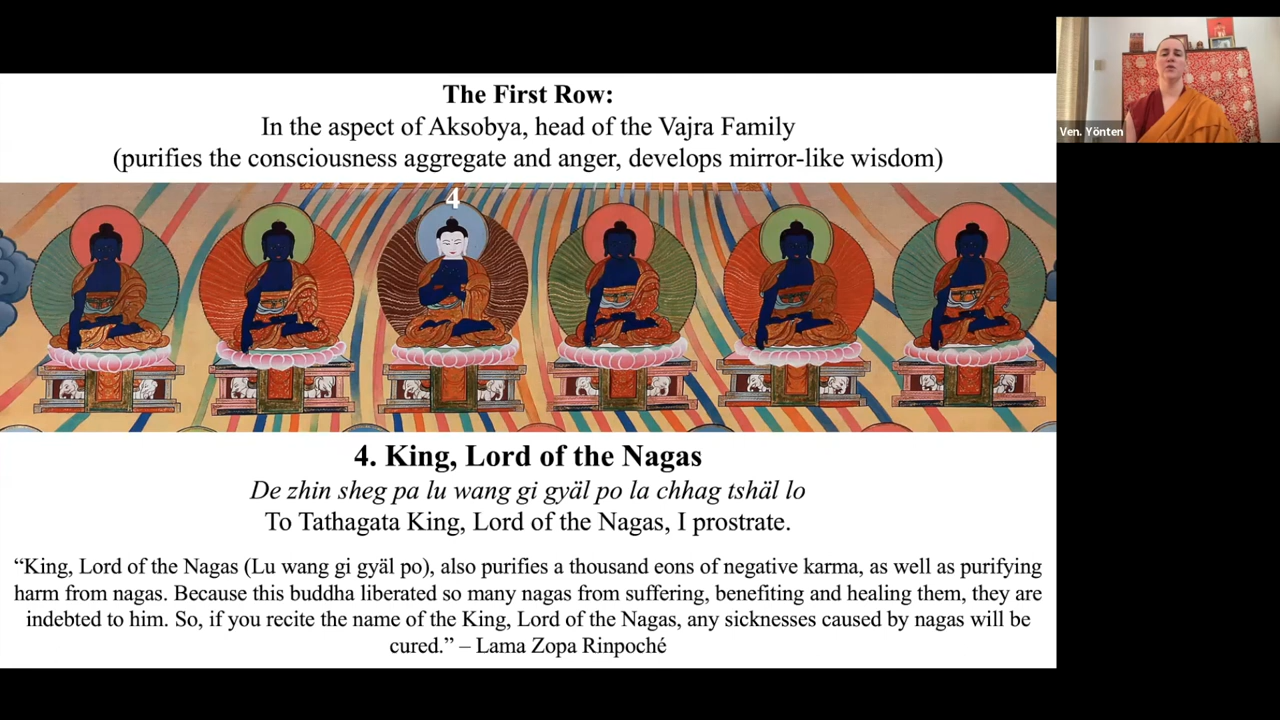 The First Row:
In the aspect of Aksobya, head of the Vajra Family
(purifies the consciousness aggregate and anger, develops mirror-like wisdom)
4
4. King, Lord of the Nagas
De zhin sheg pa lu wang gi gyäl po la chhag tshäl lo
To Tathagata King, Lord of the Nagas, I prostrate.
“King, Lord of the Nagas (Lu wang gi gyäl po), also purifies a thousand eons of negative karma, as well as purifying
harm from nagas. Because this buddha liberated so many nagas from suffering, benefiting and healing them, they are
indebted to him. So, if you recite the name of the King, Lord of the Nagas, any sicknesses caused by nagas will be
cured.” – Lama Zopa Rinpoché
Ven. Yönten